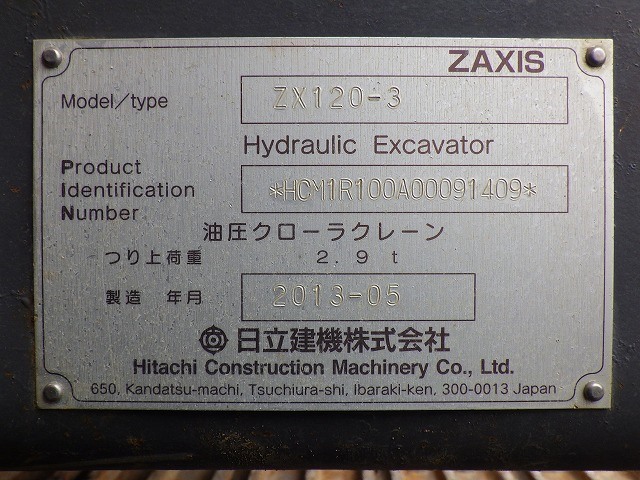 ZAXIS
Model/type ZX120-3
Hydraulic Excavator
Product
Identification *HCM1R100A00091409*
Number
油圧クローラクレーン
つり上荷重 2.9 t
製造 年月 2013-05
日立建機株式会社
Hitachi Construction Machinery Co., Ltd.
650, Kandatsu-machi, Tsuchiura-shi, Ibaraki-ken, 300-0013 Japan